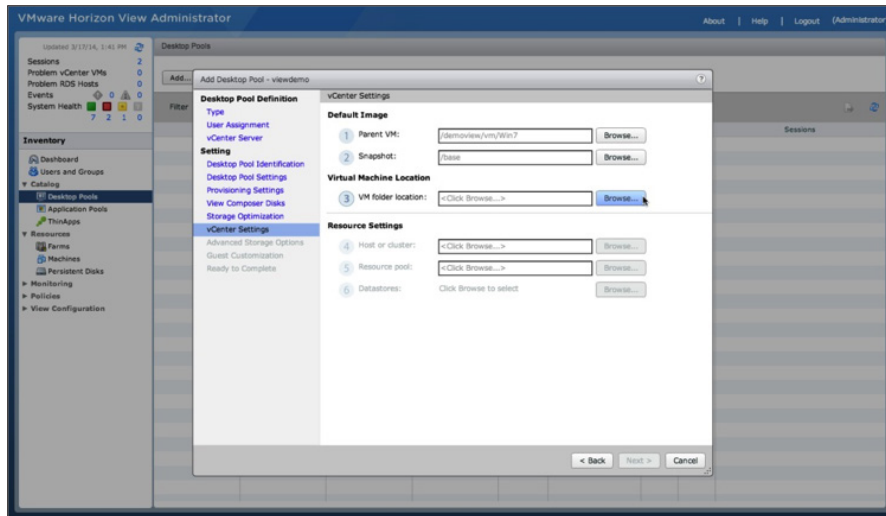 VMware Horizon View Administrator
About | Help | Logout (Administrator
Updated 3/17/14, 1:41 PM
Sessions 2
Problem vCenter VMs 0
Problem RDS Hosts 0
Events 0 0
System Health
7 2 1 0
Inventory
Dashboard
Users and Groups
Catalog
Desktop Pools
Application Pools
ThinApps
Resources
Farms
Machines
Persistent Disks
Monitoring
Policies
View Configuration
Desktop Pools
Add...
Filter
Sessions
Add Desktop Pool - viewdemo
?
Desktop Pool Definition
Type
User Assignment
vCenter Server
Setting
Desktop Pool Identification
Desktop Pool Settings
Provisioning Settings
View Composer Disks
Storage Optimization
vCenter Settings
Advanced Storage Options
Guest Customization
Ready to Complete
vCenter Settings
Default Image
1 Parent VM: /demoview/vm/Win7 Browse...
2 Snapshot: /base Browse...
Virtual Machine Location
3 VM folder location: <Click Browse...> Browse...
Resource Settings
4 Host or cluster: <Click Browse...> Browse...
5 Resource pool: <Click Browse...> Browse...
6 Datastores: Click Browse to select Browse...
< Back Next > Cancel